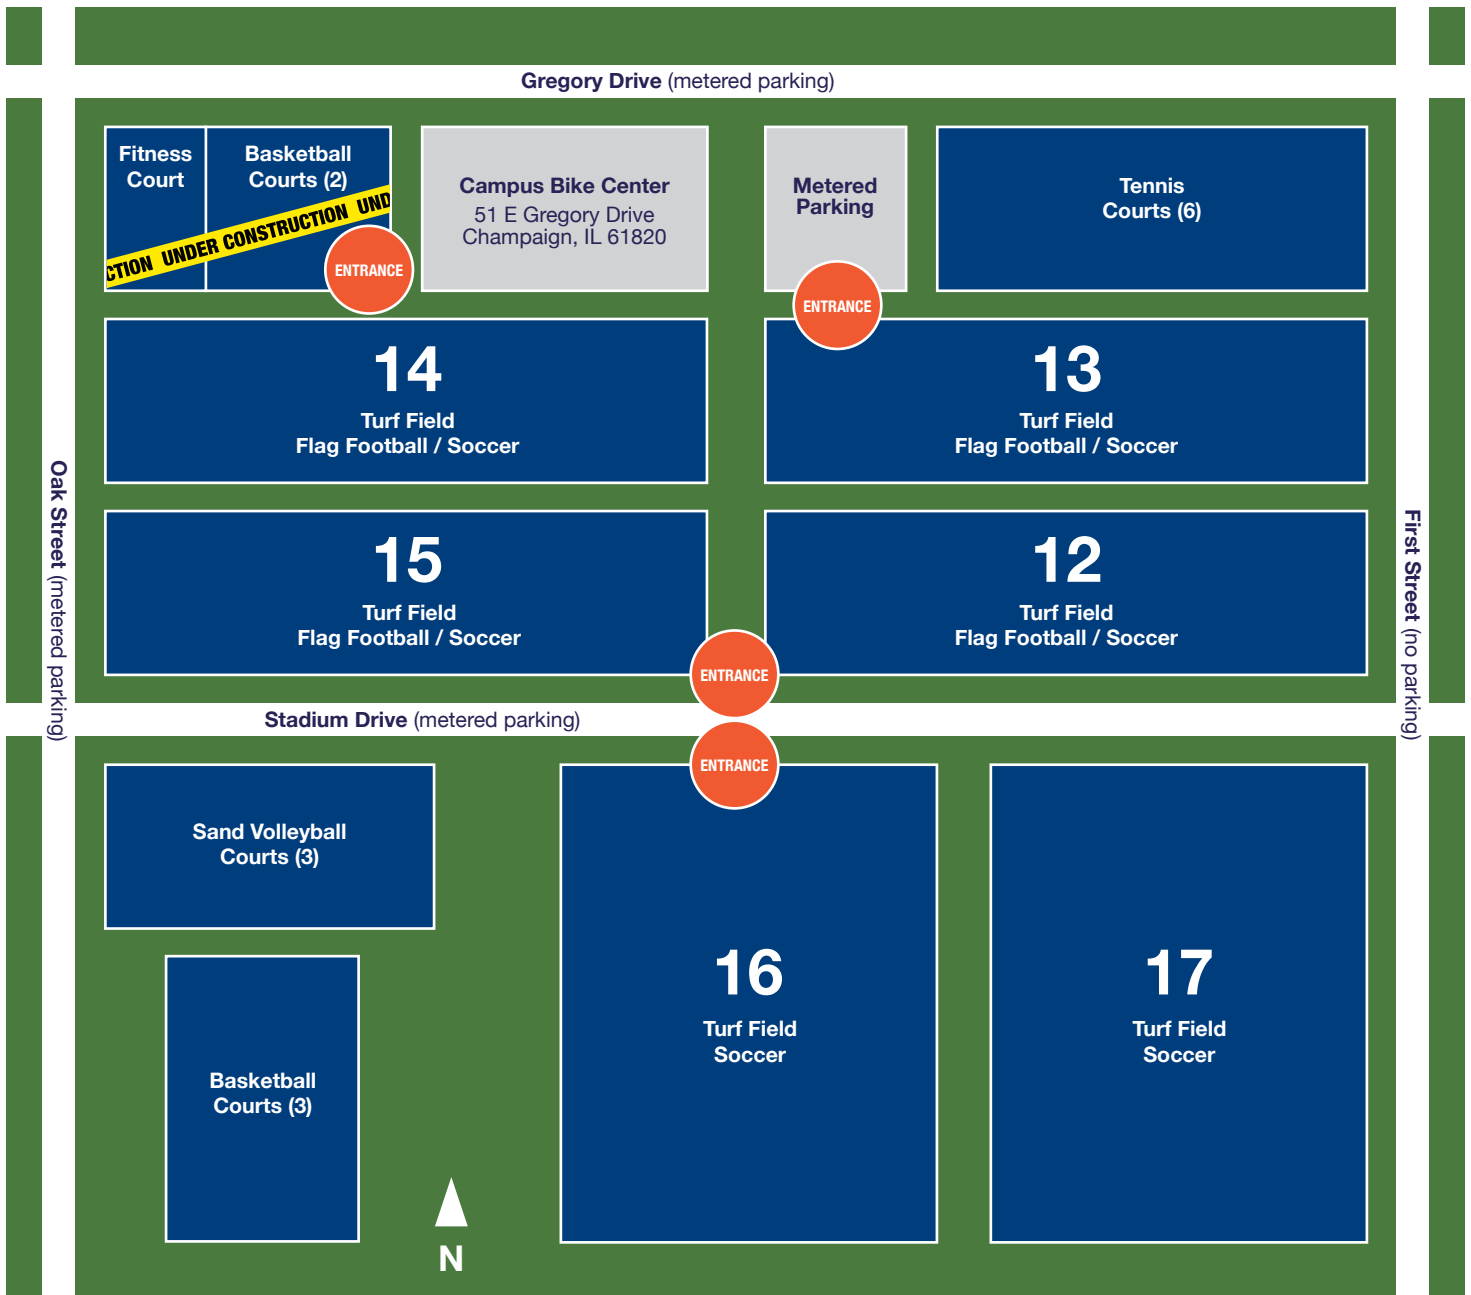 Gregory Drive (metered parking)
Fitness
Court
Basketball
Courts (2)
CTION UNDER CONSTRUCTION UND
ENTRANCE
Campus Bike Center
51 E Gregory Drive
Champaign, IL 61820
Metered
Parking
ENTRANCE
Tennis
Courts (6)
14
Turf Field
Flag Football / Soccer
13
Turf Field
Flag Football / Soccer
Oak Street (metered parking)
15
Turf Field
Flag Football / Soccer
12
Turf Field
Flag Football / Soccer
First Street (no parking)
ENTRANCE
Stadium Drive (metered parking)
ENTRANCE
Sand Volleyball
Courts (3)
16
Turf Field
Soccer
17
Turf Field
Soccer
Basketball
Courts (3)
N